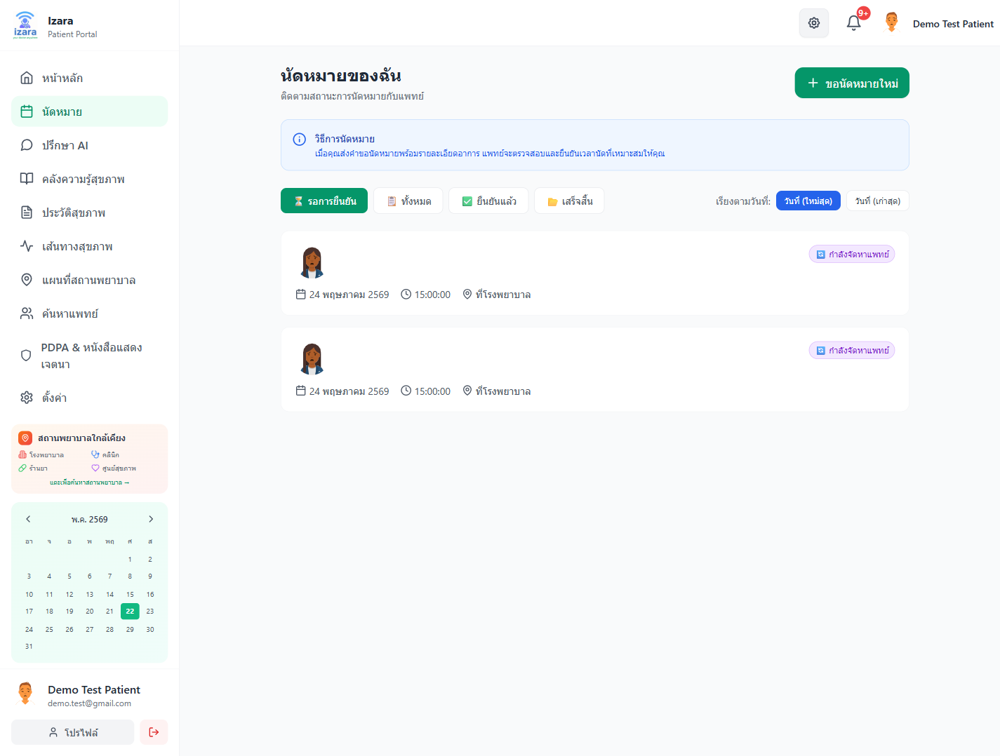 izara
Izara
Patient Portal
9+
Demo Test Patient
หน้าหลัก
นัดหมาย
ปรึกษา AI
คลังความรู้สุขภาพ
ประวัติสุขภาพ
เส้นทางสุขภาพ
แผนที่สถานพยาบาล
ค้นหาแพทย์
PDPA & หนังสือแสดง
เจตนา
ตั้งค่า
สถานพยาบาลใกล้เคียง
โรงพยาบาล คลินิก
ร้านยา ศูนย์สุขภาพ
แตะเพื่อค้นหาสถานพยาบาล →
พ.ค. 2569
อา จ อ พ พฤ ศ ส
1 2
3 4 5 6 7 8 9
10 11 12 13 14 15 16
17 18 19 20 21 22 23
24 25 26 27 28 29 30
31
Demo Test Patient
demo.test@gmail.com
โปรไฟล์
นัดหมายของฉัน
ติดตามสถานะการนัดหมายกับแพทย์
ขอนัดหมายใหม่
วิธีการนัดหมาย
เมื่อคุณส่งคำขอนัดหมายพร้อมรายละเอียดอาการ แพทย์จะตรวจสอบและยืนยันเวลานัดที่เหมาะสมให้คุณ
รอการยืนยัน ทั้งหมด ยืนยันแล้ว เสร็จสิ้น เรียงตามวันที่: วันที่ (ใหม่สุด) วันที่ (เก่าสุด)
กำลังจัดหาแพทย์
24 พฤษภาคม 2569 15:00:00 ที่โรงพยาบาล
กำลังจัดหาแพทย์
24 พฤษภาคม 2569 15:00:00 ที่โรงพยาบาล